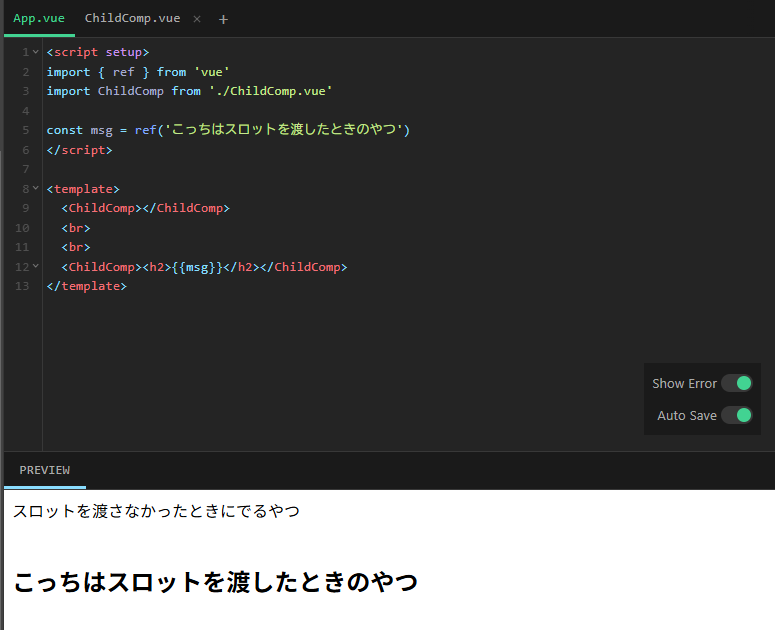 App.vue ChildComp.vue × +
1 <script setup>
2 import { ref } from 'vue'
3 import ChildComp from './ChildComp.vue'
4
5 const msg = ref('こっちはスロットを渡したときのやつ')
6 </script>
7
8 <template>
9 <ChildComp></ChildComp>
10 <br>
11 <br>
12 <ChildComp><h2>{{msg}}</h2></ChildComp>
13 </template>
Show Error
Auto Save
PREVIEW
スロットを渡さなかったときにでるやつ
こっちはスロットを渡したときのやつ